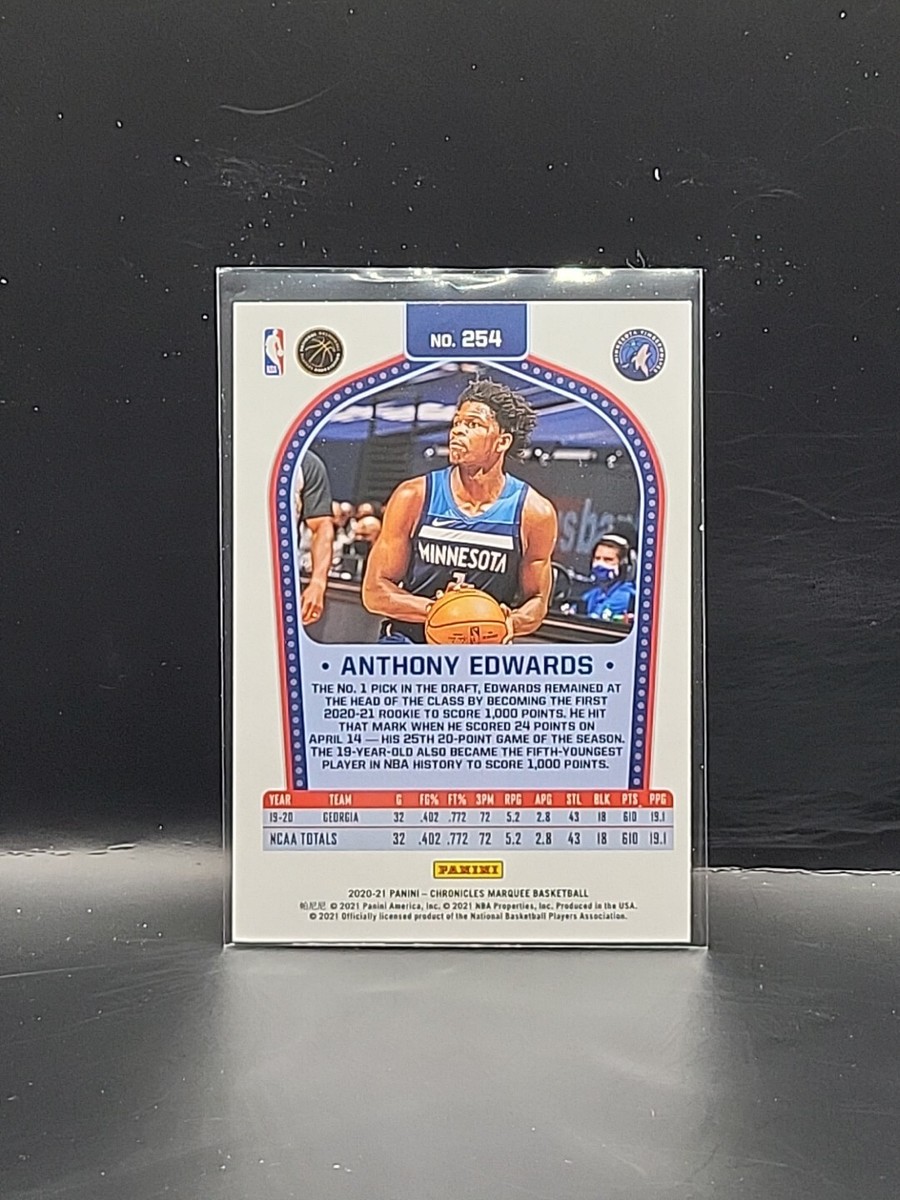 NO. 254
MINNESOTA
1
• ANTHONY EDWARDS •
THE NO. 1 PICK IN THE DRAFT, EDWARDS REMAINED AT
THE HEAD OF THE CLASS BY BECOMING THE FIRST
2020-21 ROOKIE TO SCORE 1,000 POINTS. HE HIT
THAT MARK WHEN HE SCORED 24 POINTS ON
APRIL 14 — HIS 25TH 20-POINT GAME OF THE SEASON.
THE 19-YEAR-OLD ALSO BECAME THE FIFTH-YOUNGEST
PLAYER IN NBA HISTORY TO SCORE 1,000 POINTS.
YEAR TEAM G FG% FT% 3PM RPG APG STL BLK PTS PPG
19-20 GEORGIA 32 .402 .772 72 5.2 2.8 43 18 610 19.1
NCAA TOTALS 32 .402 .772 72 5.2 2.8 43 18 610 19.1
PANINI
2020-21 PANINI – CHRONICLES MARQUEE BASKETBALL
帕尼尼 © 2021 Panini America, Inc. © 2021 NBA Properties, Inc. Produced in the USA.
© 2021 Officially licensed product of the National Basketball Players Association.